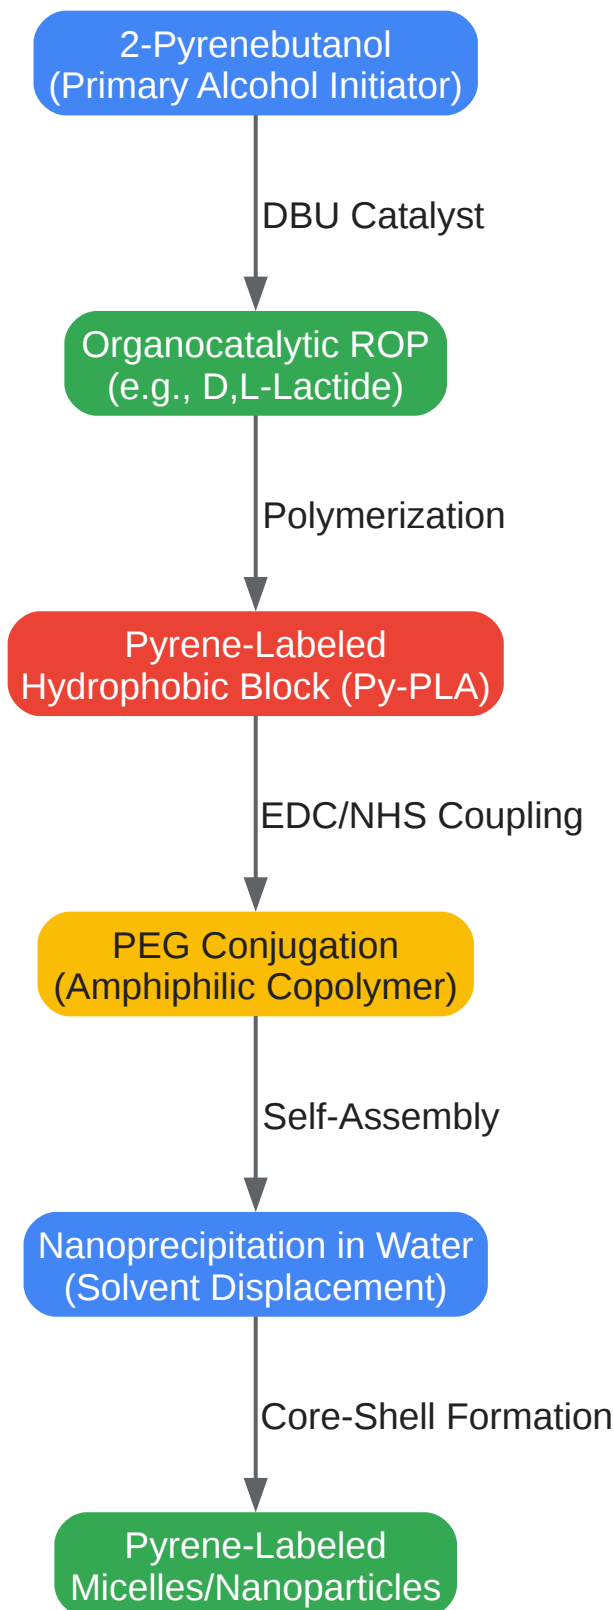 2-Pyrenebutanol
(Primary Alcohol Initiator)
DBU Catalyst
Organocatalytic ROP
(e.g., D,L-Lactide)
Polymerization
Pyrene-Labeled
Hydrophobic Block (Py-PLA)
EDC/NHS Coupling
PEG Conjugation
(Amphiphilic Copolymer)
Self-Assembly
Nanoprecipitation in Water
(Solvent Displacement)
Core-Shell Formation
Pyrene-Labeled
Micelles/Nanoparticles